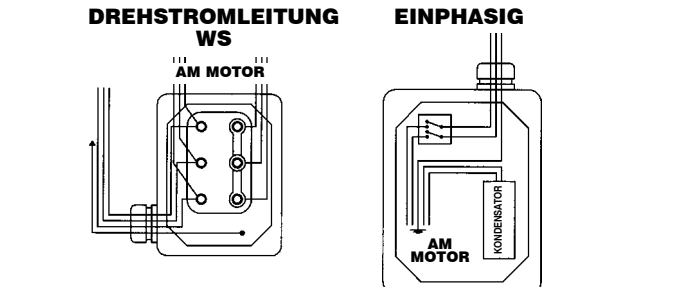 DREHSTROMLEITUNG
WS
AM MOTOR
EINPHASIG
KONDENSATOR
AM
MOTOR